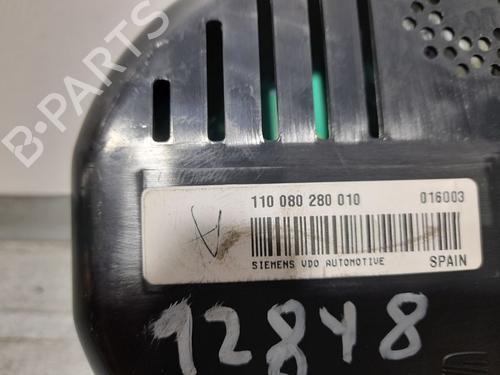 B-PARTS
110 080 280 010 016003
SIEMENS VDO AUTOMOTIVE SPAIN
12848